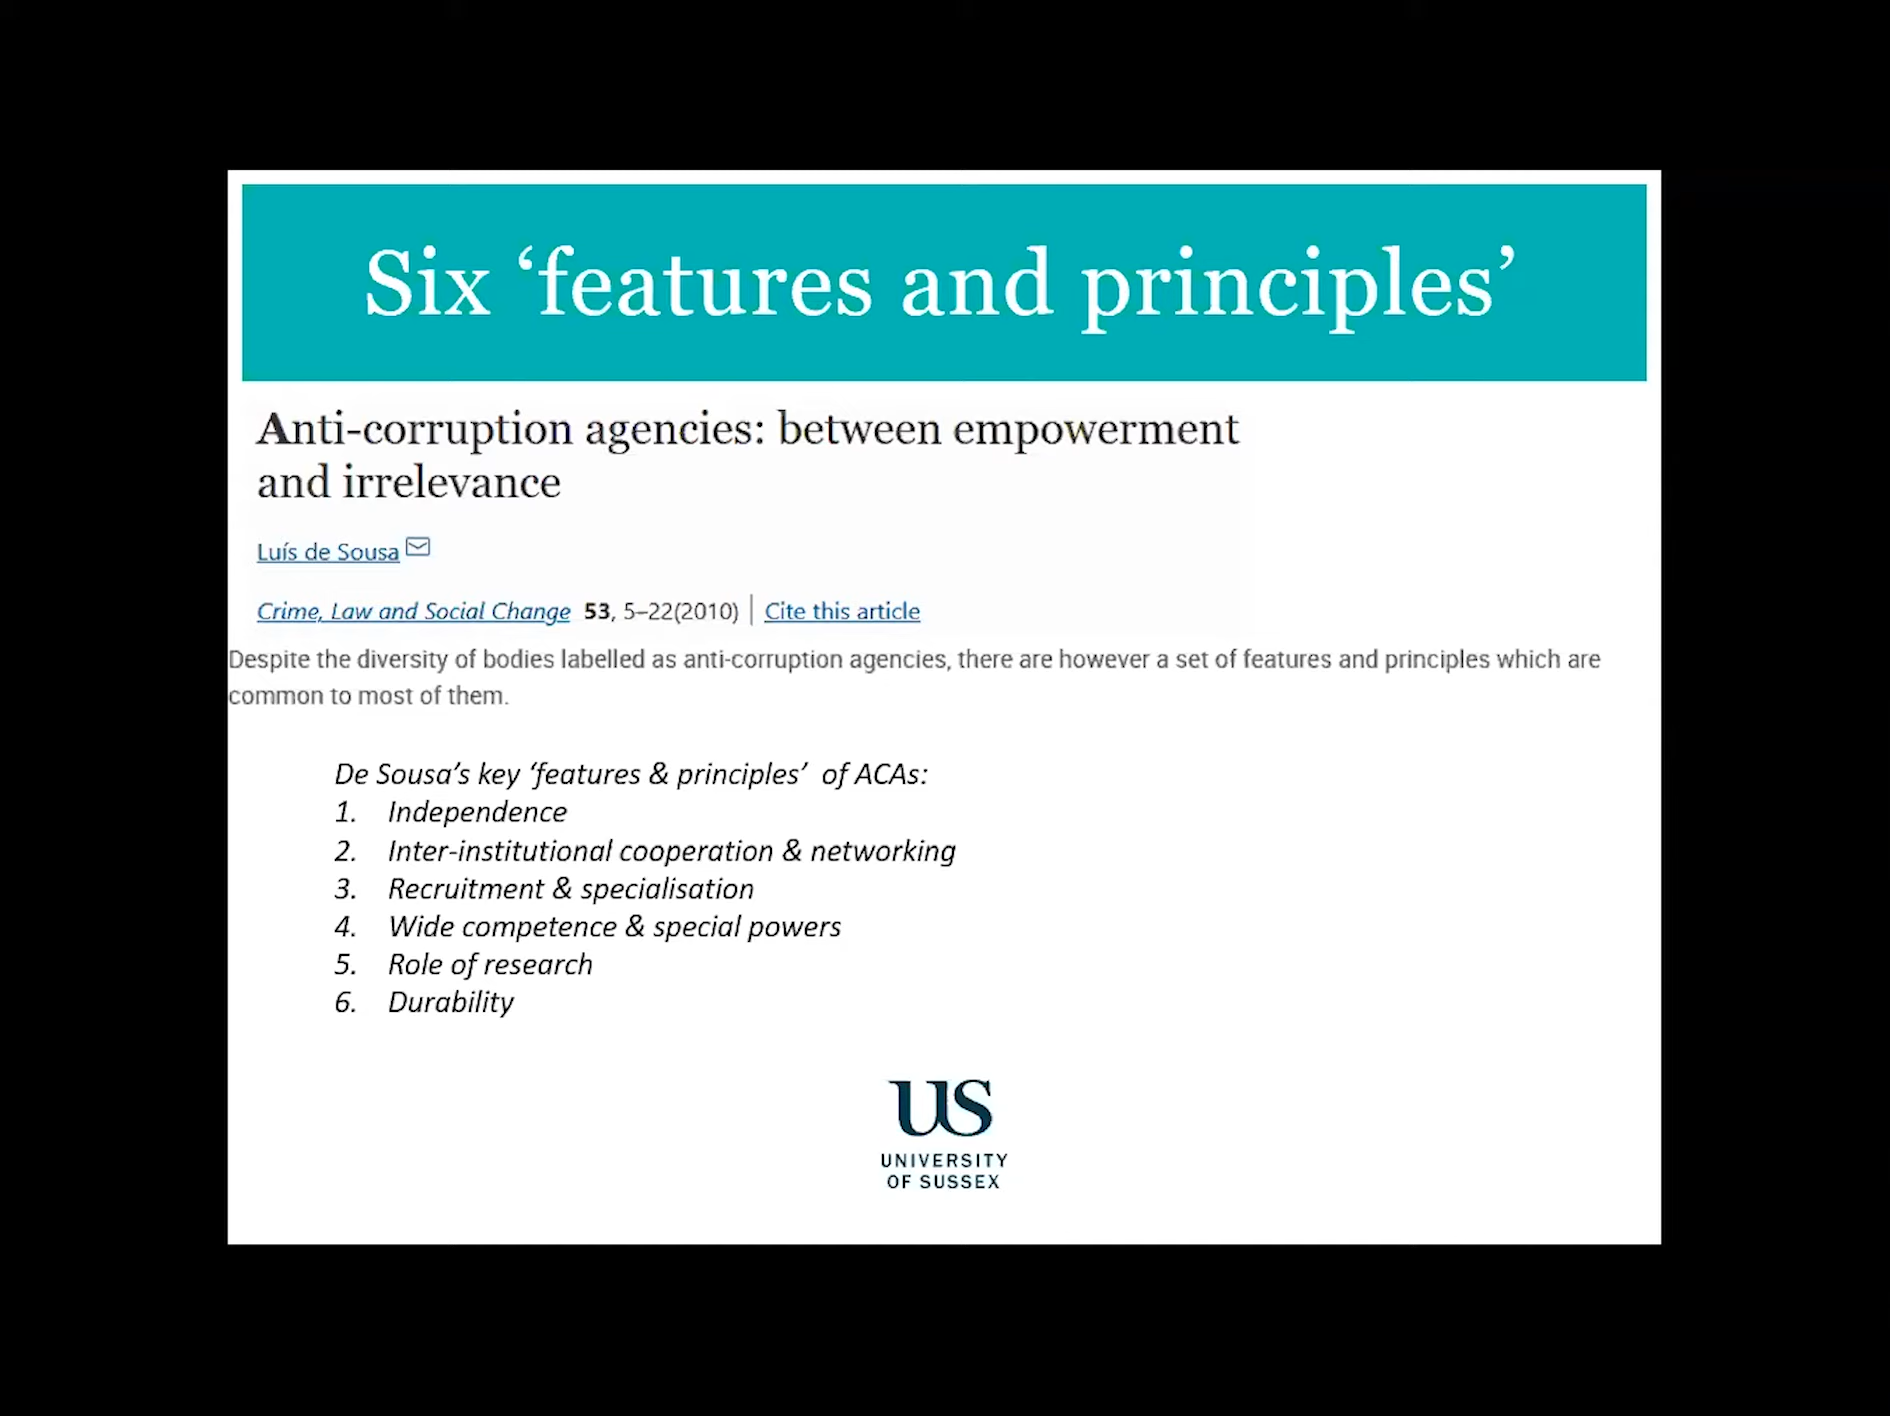 Six ‘features and principles’
Anti-corruption agencies: between empowerment
and irrelevance
Luís de Sousa
Crime, Law and Social Change 53, 5–22(2010) | Cite this article
Despite the diversity of bodies labelled as anti-corruption agencies, there are however a set of features and principles which are
common to most of them.
De Sousa’s key ‘features & principles’ of ACAs:
1. Independence
2. Inter-institutional cooperation & networking
3. Recruitment & specialisation
4. Wide competence & special powers
5. Role of research
6. Durability
US
UNIVERSITY
OF SUSSEX